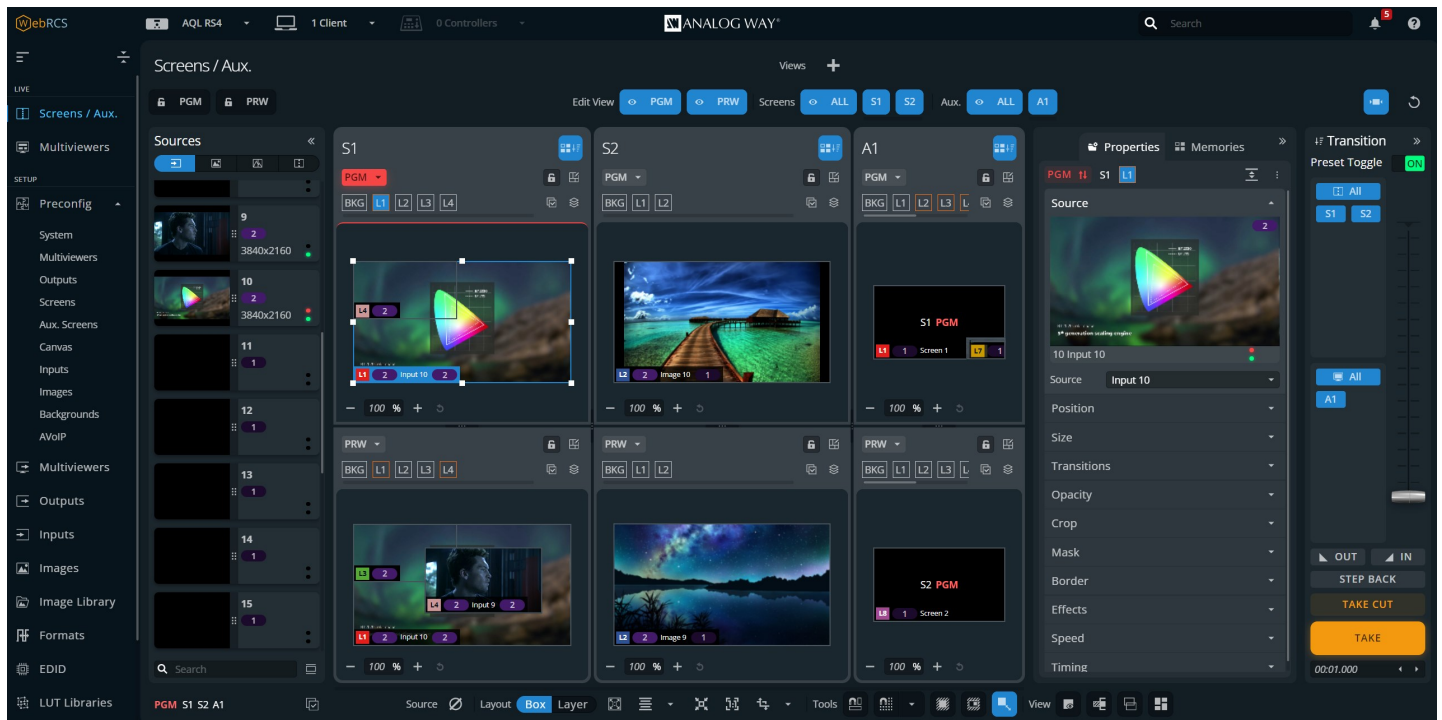 WebRCS
AQL RS4
1 Client
0 Controllers
ANALOG WAY®
Search
5
Screens / Aux.
Views
LIVE
Screens / Aux.
Multiviewers
SETUP
Preconfig
System
Multiviewers
Outputs
Screens
Aux. Screens
Canvas
Inputs
Images
Backgrounds
AVoIP
Multiviewers
Outputs
Inputs
Images
Image Library
Formats
EDID
LUT Libraries
PGM PRW
Edit View PGM PRW Screens ALL S1 S2 Aux. ALL A1
Sources
9
2
3840x2160
10
2
3840x2160
11
1
12
1
13
1
14
1
15
1
Search
S1
PGM
BKG L1 L2 L3 L4
L4 2
L1 2 Input 10 2
100 %
S2
PGM
BKG L1 L2
L2 2 Image 10 1
100 %
A1
PGM
BKG L1 L2 L3
S1 PGM
L1 1 Screen 1 L7 1
100 %
PRW
BKG L1 L2 L3 L4
L3 2
L4 2 Input 9 2
L1 2 Input 10 2
100 %
PRW
BKG L1 L2
L2 2 Image 9 1
100 %
PRW
BKG L1 L2 L3
S2 PGM
L8 1 Screen 2
100 %
Properties Memories
PGM S1 L1
Source
2
5th generation scaling engine
10 Input 10
Source Input 10
Position
Size
Transitions
Opacity
Crop
Mask
Border
Effects
Speed
Timing
Transition
Preset Toggle ON
All
S1 S2
All
A1
OUT IN
STEP BACK
TAKE CUT
TAKE
00:01.000
PGM S1 S2 A1
Source Layout Box Layer Tools View